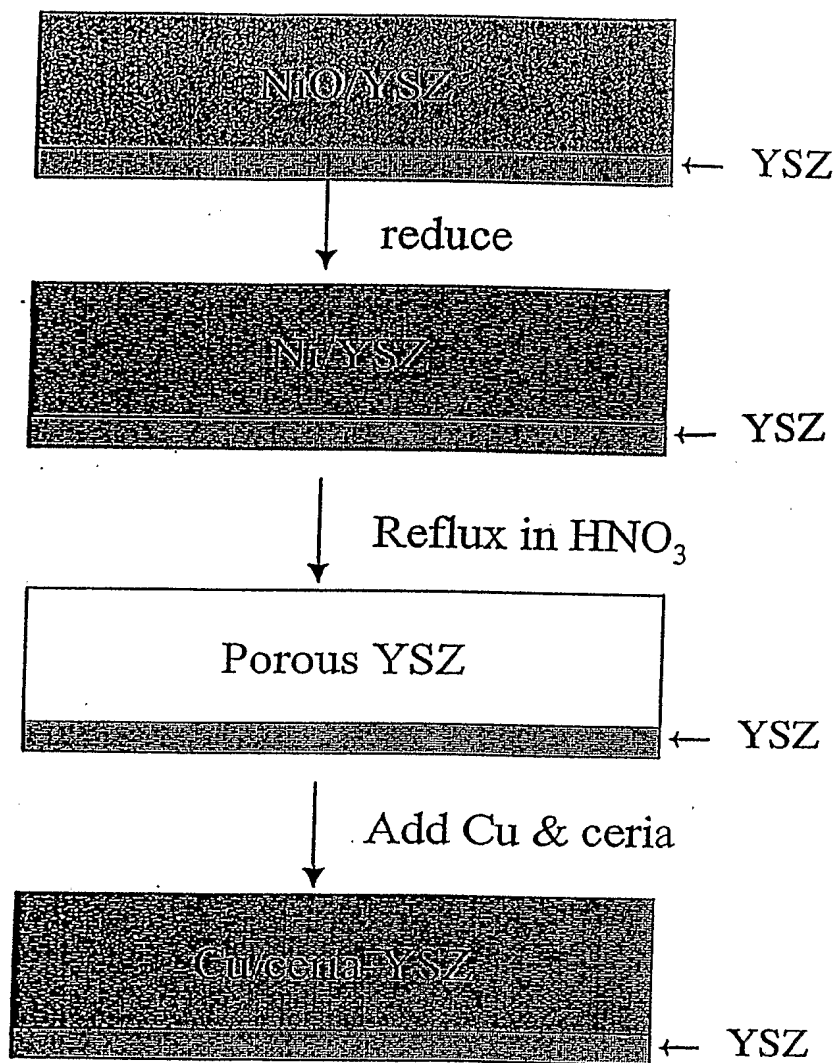 NiO/YSZ
← YSZ
reduce
Ni/YSZ
← YSZ
Reflux in HNO₃
Porous YSZ
← YSZ
Add Cu & ceria
Cu/ceria-YSZ
← YSZ